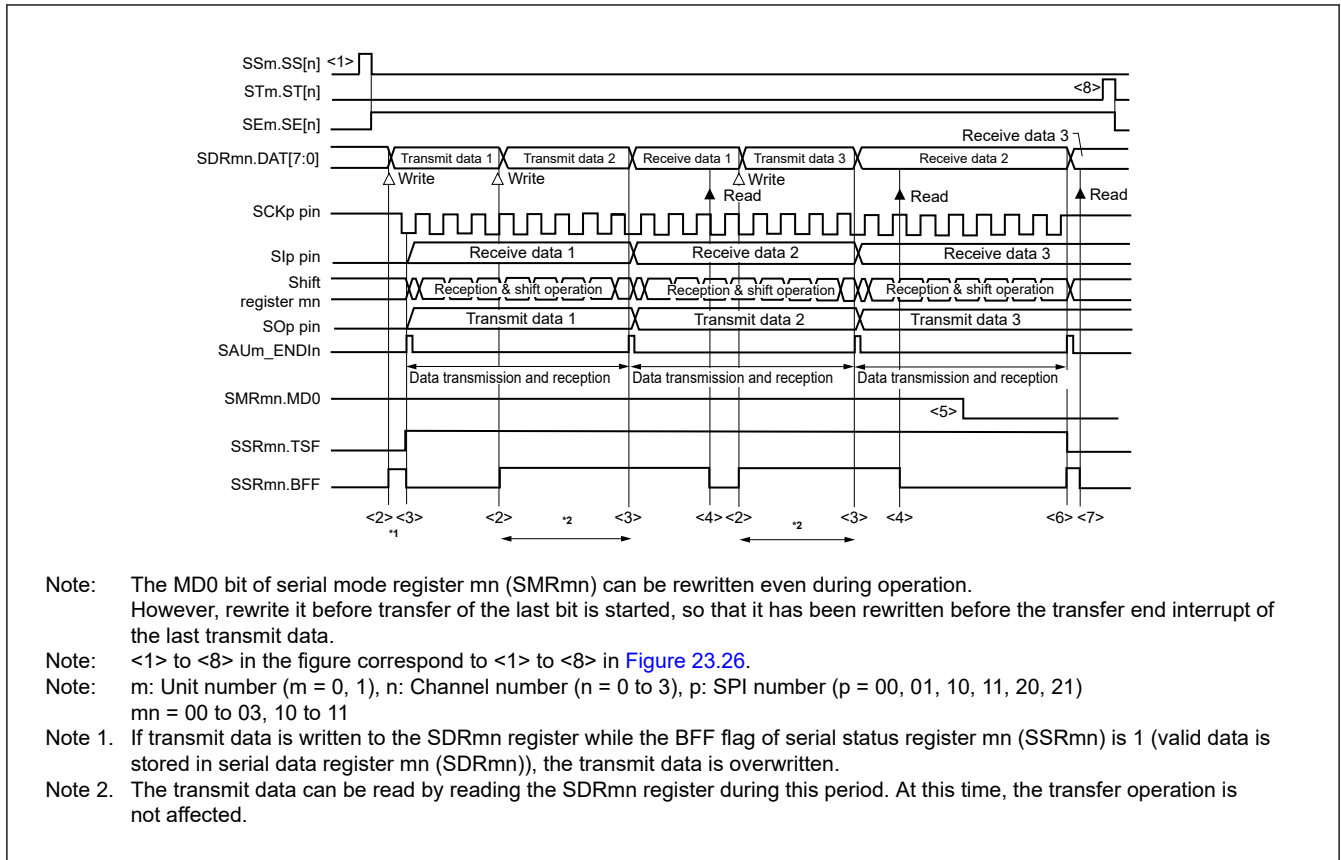 SSm.SS[n] <1>
STm.ST[n] <8>
SEm.SE[n]
Receive data 3
SDRmn.DAT[7:0] Transmit data 1 Transmit data 2 Receive data 1 Transmit data 3 Receive data 2
Write Write Write
Read Read Read
SCKp pin
SIp pin Receive data 1 Receive data 2 Receive data 3
Shift
register mn Reception & shift operation Reception & shift operation Reception & shift operation
SOp pin Transmit data 1 Transmit data 2 Transmit data 3
SAUm_ENDIn
Data transmission and reception Data transmission and reception Data transmission and reception
SMRmn.MD0
<5>
SSRmn.TSF
SSRmn.BFF
<2> <3> <2> *2 <3> <4> <2> *2 <3> <4> <6> <7>
*1
Note: The MD0 bit of serial mode register mn (SMRmn) can be rewritten even during operation.
However, rewrite it before transfer of the last bit is started, so that it has been rewritten before the transfer end interrupt of
the last transmit data.
Note: <1> to <8> in the figure correspond to <1> to <8> in Figure 23.26.
Note: m: Unit number (m = 0, 1), n: Channel number (n = 0 to 3), p: SPI number (p = 00, 01, 10, 11, 20, 21)
mn = 00 to 03, 10 to 11
Note 1. If transmit data is written to the SDRmn register while the BFF flag of serial status register mn (SSRmn) is 1 (valid data is
stored in serial data register mn (SDRmn)), the transmit data is overwritten.
Note 2. The transmit data can be read by reading the SDRmn register during this period. At this time, the transfer operation is
not affected.